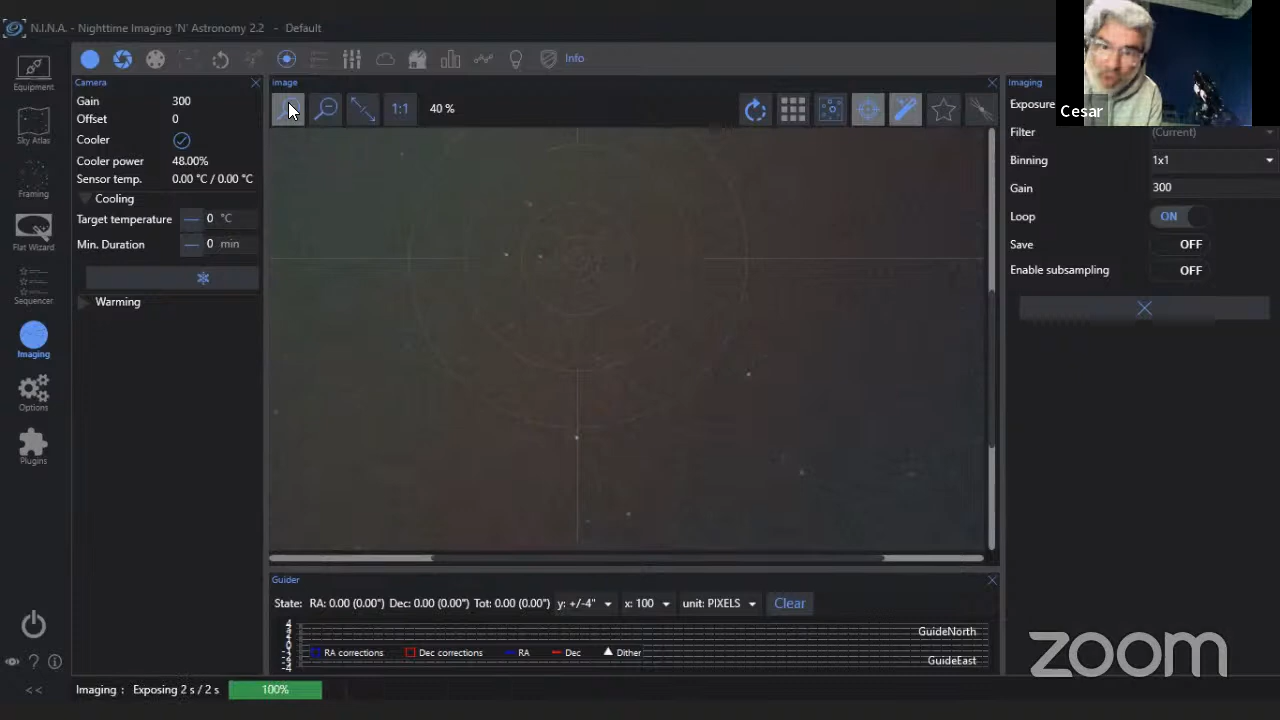 N.I.N.A. - Nighttime Imaging 'N' Astronomy 2.2 - Default
Info
Equipment
Sky Atlas
Framing
Flat Wizard
Sequencer
Imaging
Options
Plugins
<<
Camera
Gain 300
Offset 0
Cooler
Cooler power 48.00%
Sensor temp. 0.00 °C / 0.00 °C
Cooling
Target temperature 0 °C
Min. Duration 0 min
Warming
Image
1:1 40 %
Guider
State: RA: 0.00 (0.00") Dec: 0.00 (0.00") Tot: 0.00 (0.00") y: +/-4" x: 100 unit: PIXELS Clear
4
GuideNorth
RA corrections Dec corrections RA Dec Dither
GuideEast
Imaging
Exposure
Cesar
Filter (Current)
Binning 1x1
Gain 300
Loop ON
Save OFF
Enable subsampling OFF
Imaging : Exposing 2 s / 2 s 100%
zoom